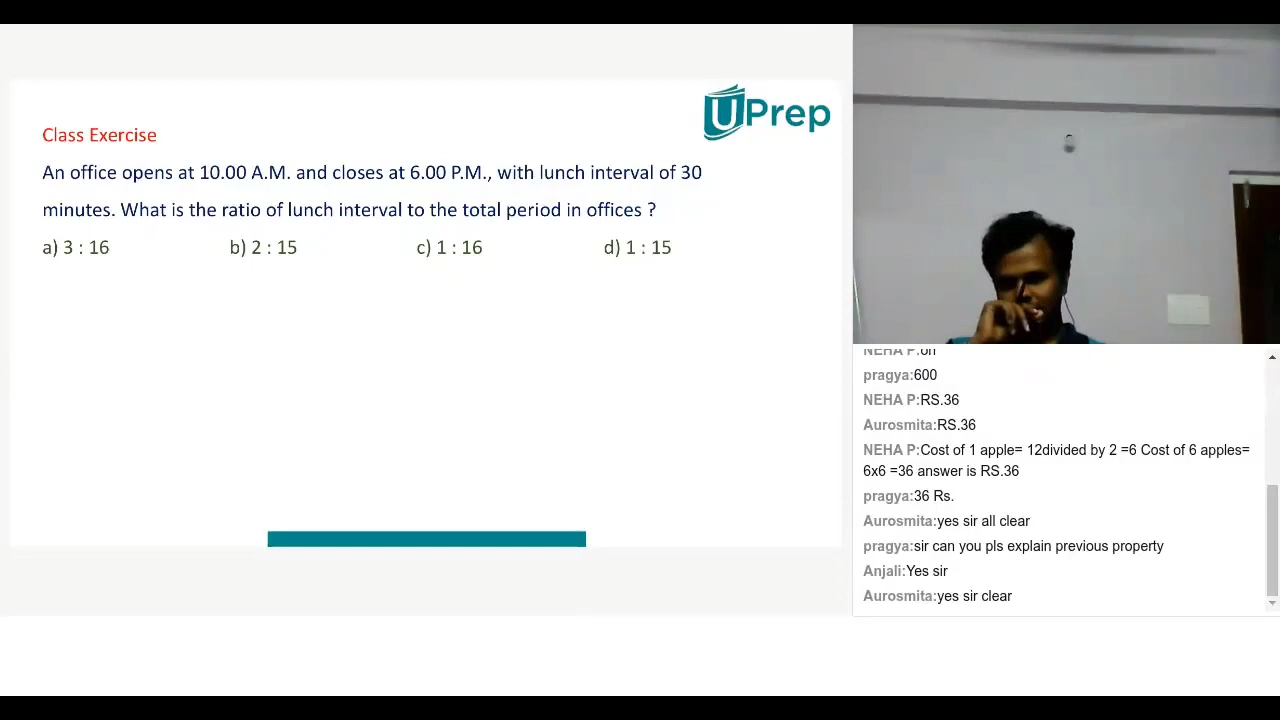 UPrep
Class Exercise
An office opens at 10.00 A.M. and closes at 6.00 P.M., with lunch interval of 30
minutes. What is the ratio of lunch interval to the total period in offices ?
a) 3 : 16 b) 2 : 15 c) 1 : 16 d) 1 : 15
NEHA P:on
pragya:600
NEHA P:RS.36
Aurosmita:RS.36
NEHA P:Cost of 1 apple= 12divided by 2 =6 Cost of 6 apples=
6x6 =36 answer is RS.36
pragya:36 Rs.
Aurosmita:yes sir all clear
pragya:sir can you pls explain previous property
Anjali:Yes sir
Aurosmita:yes sir clear